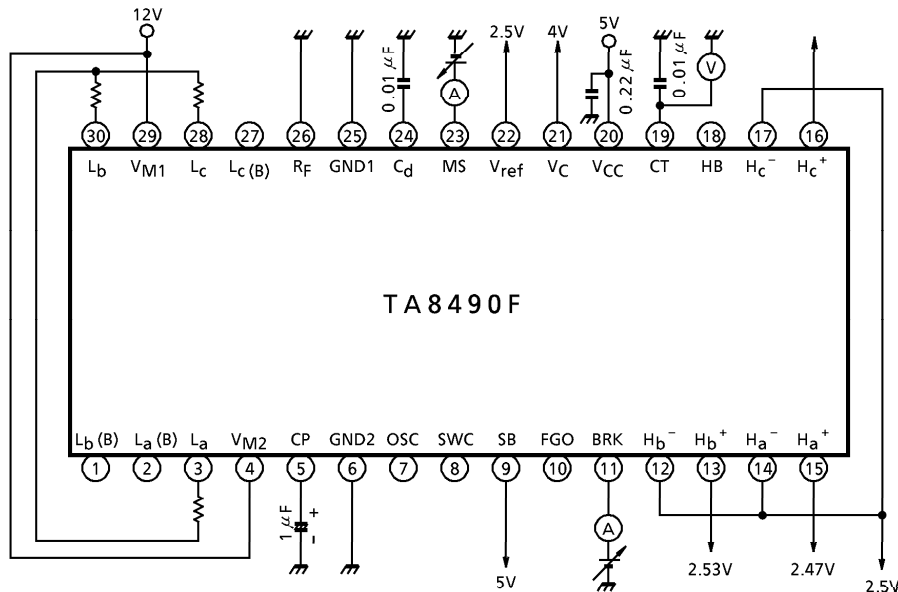 12V
2.5V
4V
5V
0.01 μF
A
0.22 μF
0.01 μF
V
30 29 28 27 26 25 24 23 22 21 20 19 18 17 16
Lb VM1 Lc Lc (B) RF GND1 Cd MS Vref VC VCC CT HB Hc⁻ Hc⁺
TA8490F
Lb (B) La (B) La VM2 CP GND2 OSC SWC SB FGO BRK Hb⁻ Hb⁺ Ha⁻ Ha⁺
1 2 3 4 5 6 7 8 9 10 11 12 13 14 15
1 μF
+
-
A
5V
2.53V
2.47V
2.5V